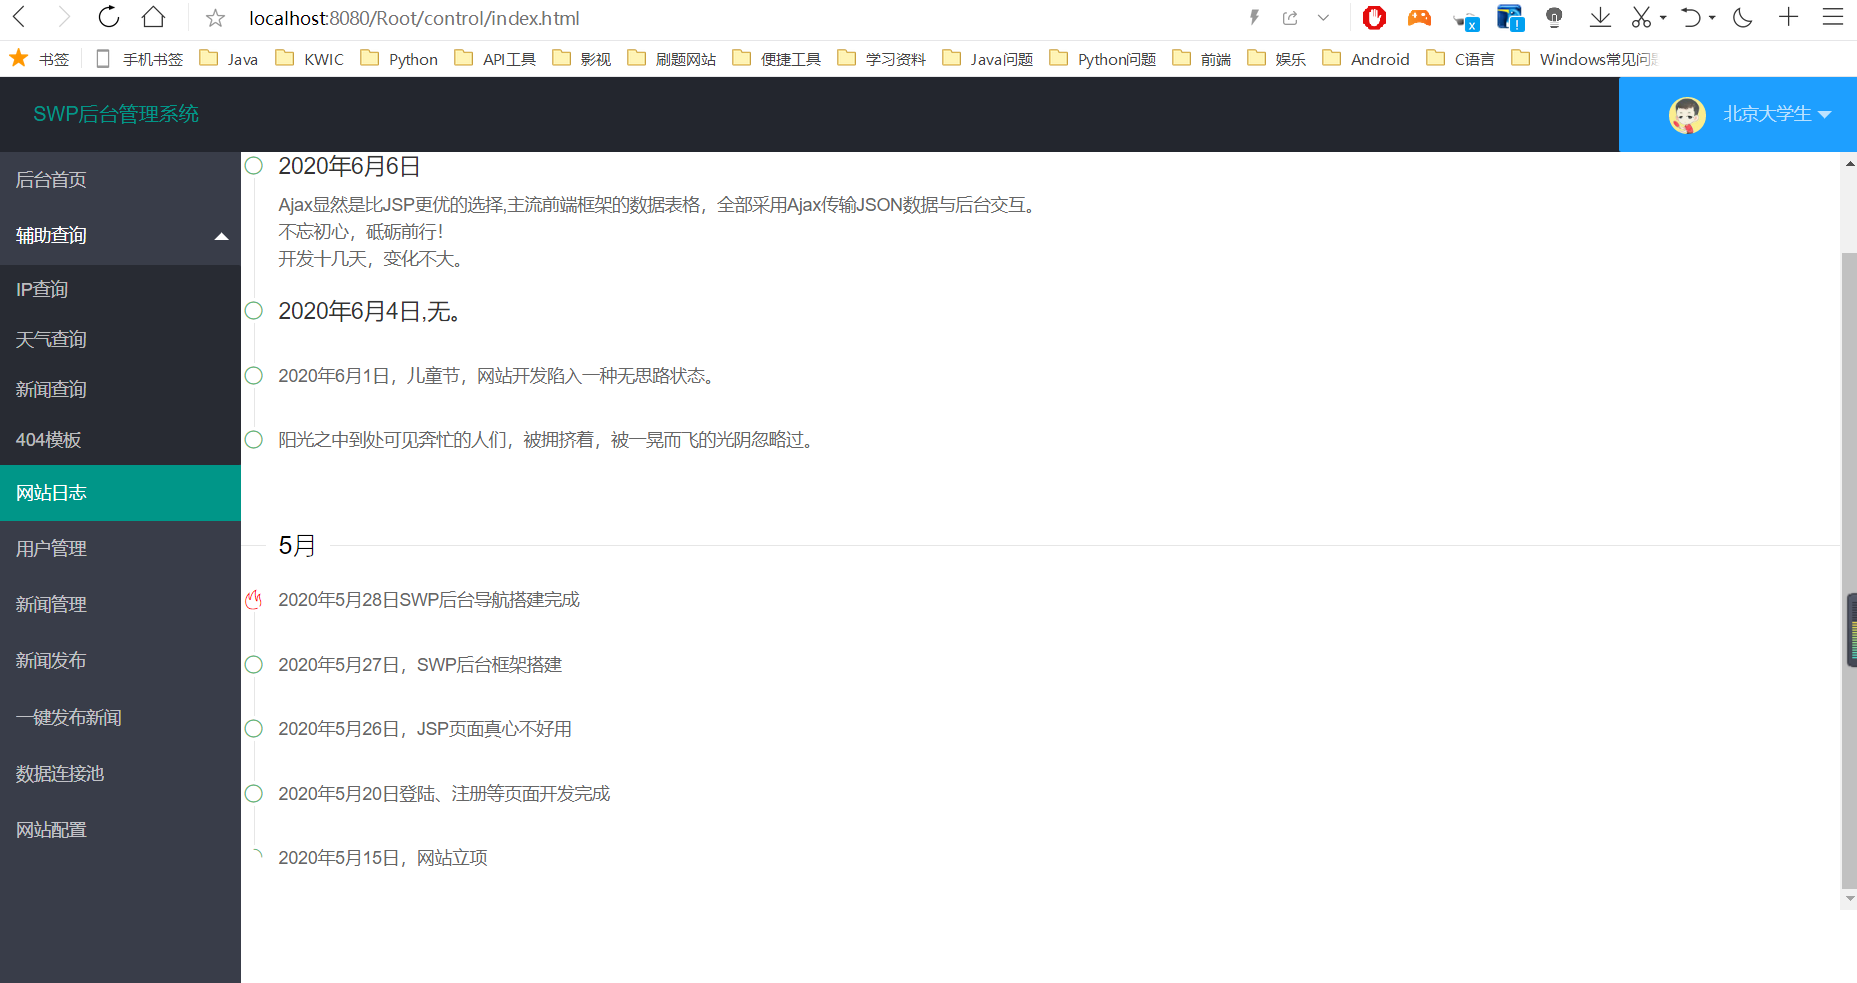 localhost:8080/Root/control/index.html
书签
手机书签
Java
KWIC
Python
API工具
影视
刷题网站
便捷工具
学习资料
Java问题
Python问题
前端
娱乐
Android
C语言
Windows常见问题
SWP后台管理系统
北京大学生
后台首页
辅助查询
IP查询
天气查询
新闻查询
404模板
网站日志
用户管理
新闻管理
新闻发布
一键发布新闻
数据连接池
网站配置
2020年6月6日
Ajax显然是比JSP更优的选择,主流前端框架的数据表格，全部采用Ajax传输JSON数据与后台交互。
不忘初心，砥砺前行！
开发十几天，变化不大。
2020年6月4日,无。
2020年6月1日，儿童节，网站开发陷入一种无思路状态。
阳光之中到处可见奔忙的人们，被拥挤着，被一晃而飞的光阴忽略过。
5月
2020年5月28日SWP后台导航搭建完成
2020年5月27日，SWP后台框架搭建
2020年5月26日，JSP页面真心不好用
2020年5月20日登陆、注册等页面开发完成
2020年5月15日，网站立项